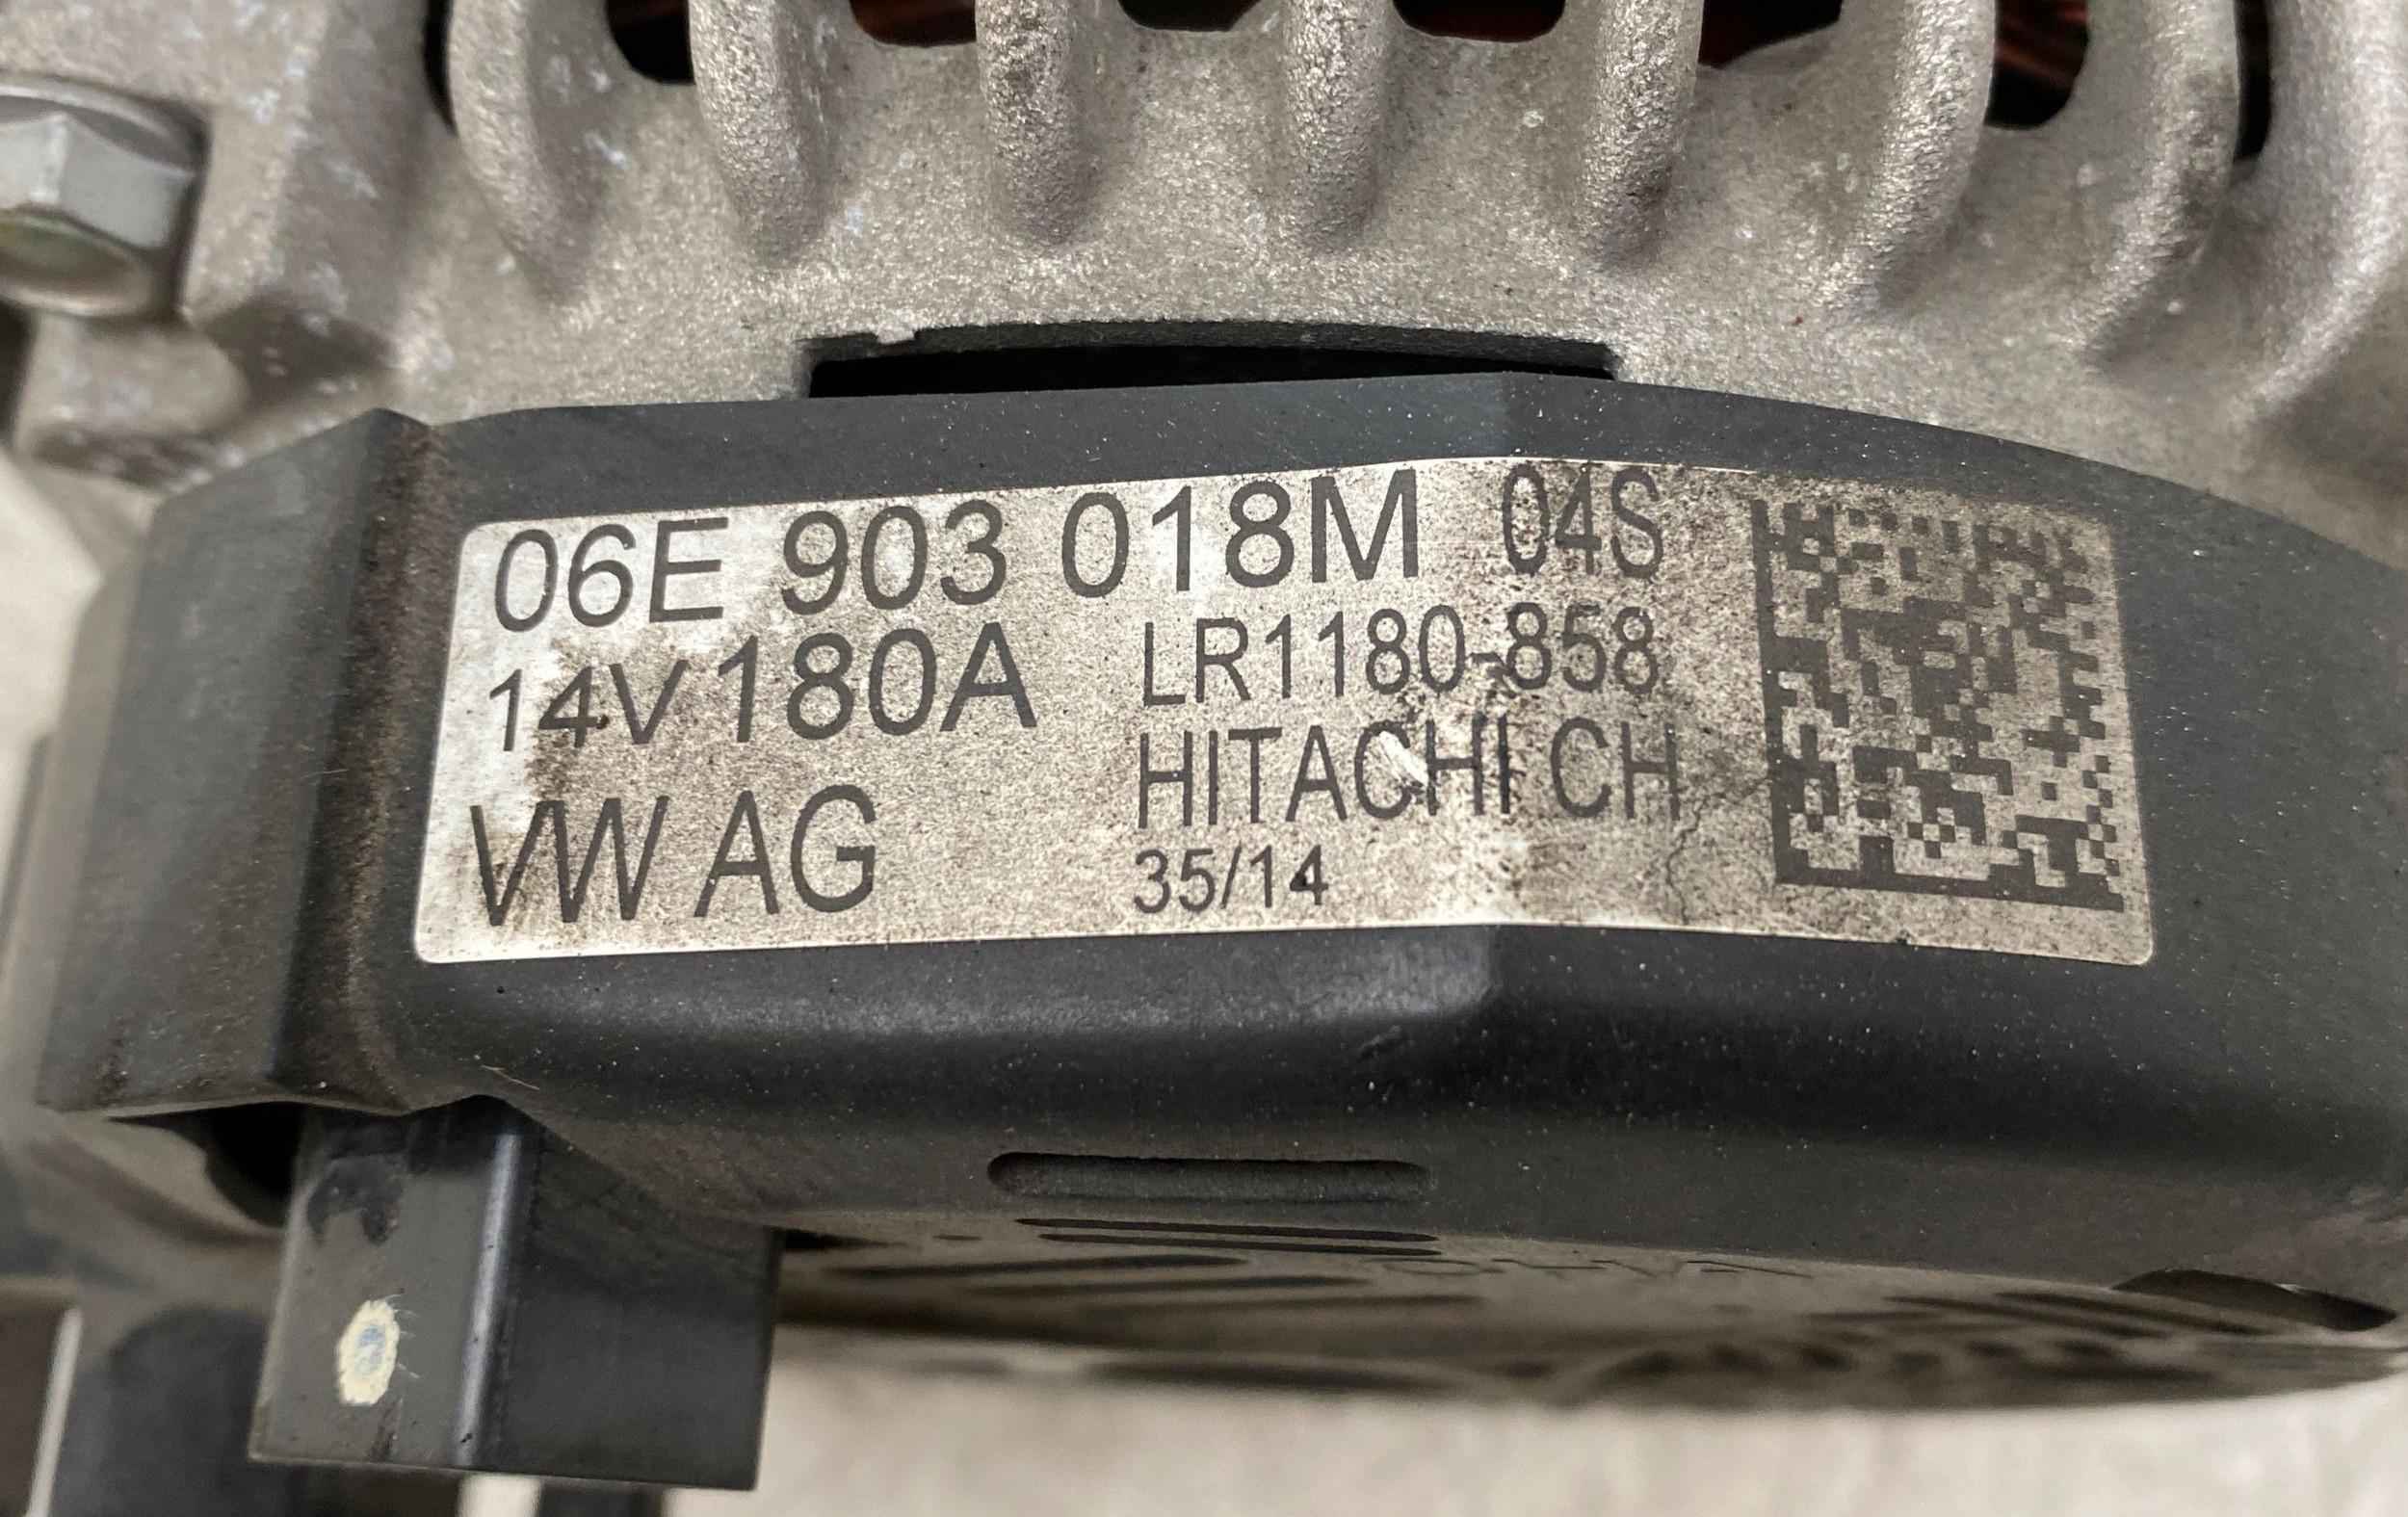 06E 903 018M 04S
14V 180A LR1180-858
VW AG HITACHI CH
35/14